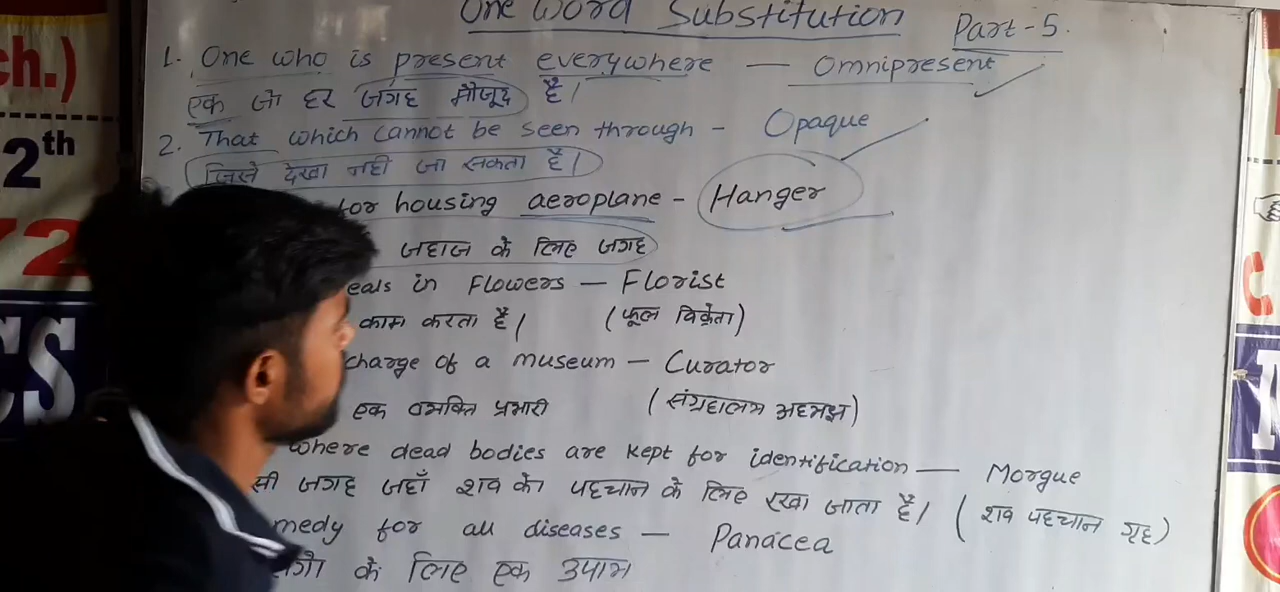 One Word Substitution
Part-5.
1. One who is present everywhere — Omnipresent
एक जो हर जगह मौजूद है।
2. That which cannot be seen through - Opaque
जिसे देखा नहीं जा सकता है।
for housing aeroplane - Hanger
जहाज के लिए जगह
eals in Flowers — Florist
काम करता है। (फूल विक्रेता)
charge of a museum — Curator
एक व्यक्ति प्रभारी (संग्रहालय अध्यक्ष)
where dead bodies are kept for identification — Morgue
सी जगह जहाँ शव को पहचान के लिए रखा जाता है। (शव पहचान गृह)
medy for all diseases — Panacea
के लिए एक उपाय
ch.)
2th
72
CS